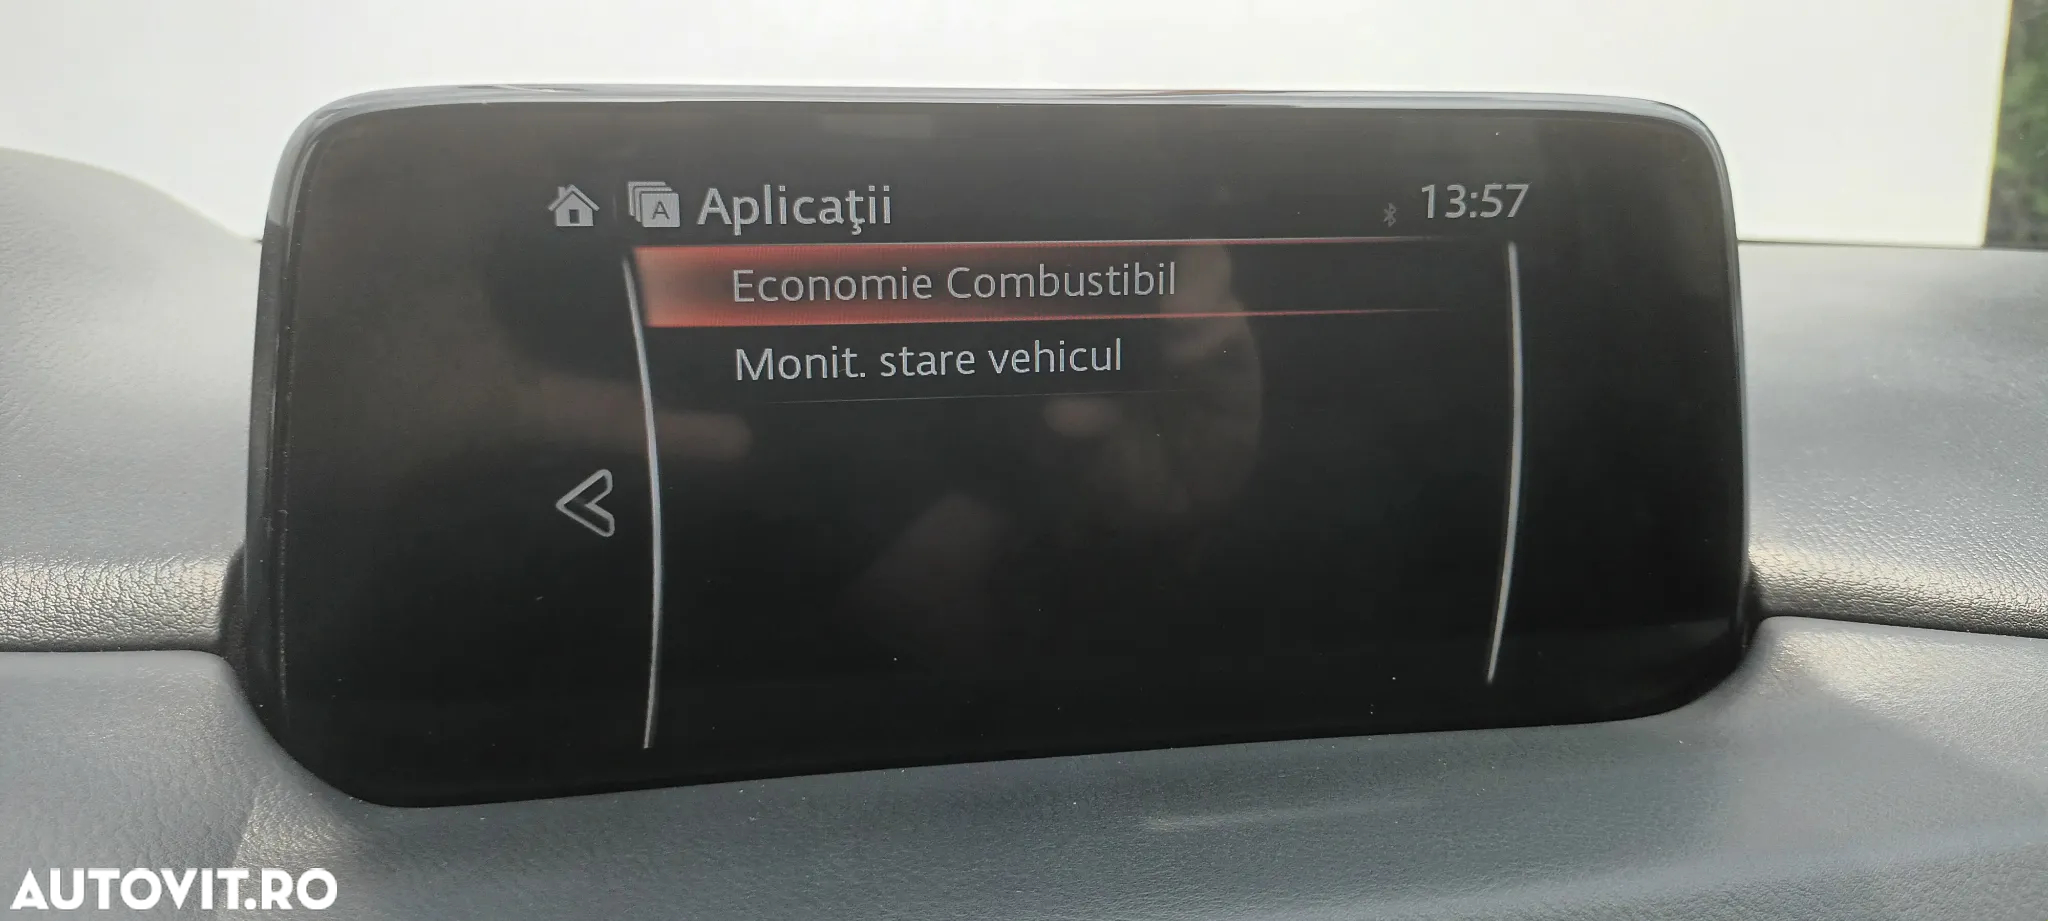 A Aplicaţii 13:57
Economie Combustibil
Monit. stare vehicul
AUTOVIT.RO